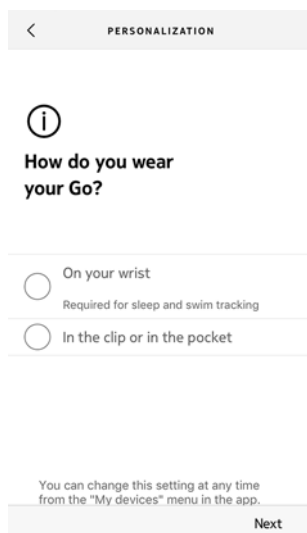 PERSONALIZATION
How do you wear
your Go?
On your wrist
Required for sleep and swim tracking
In the clip or in the pocket
You can change this setting at any time
from the "My devices" menu in the app.
Next